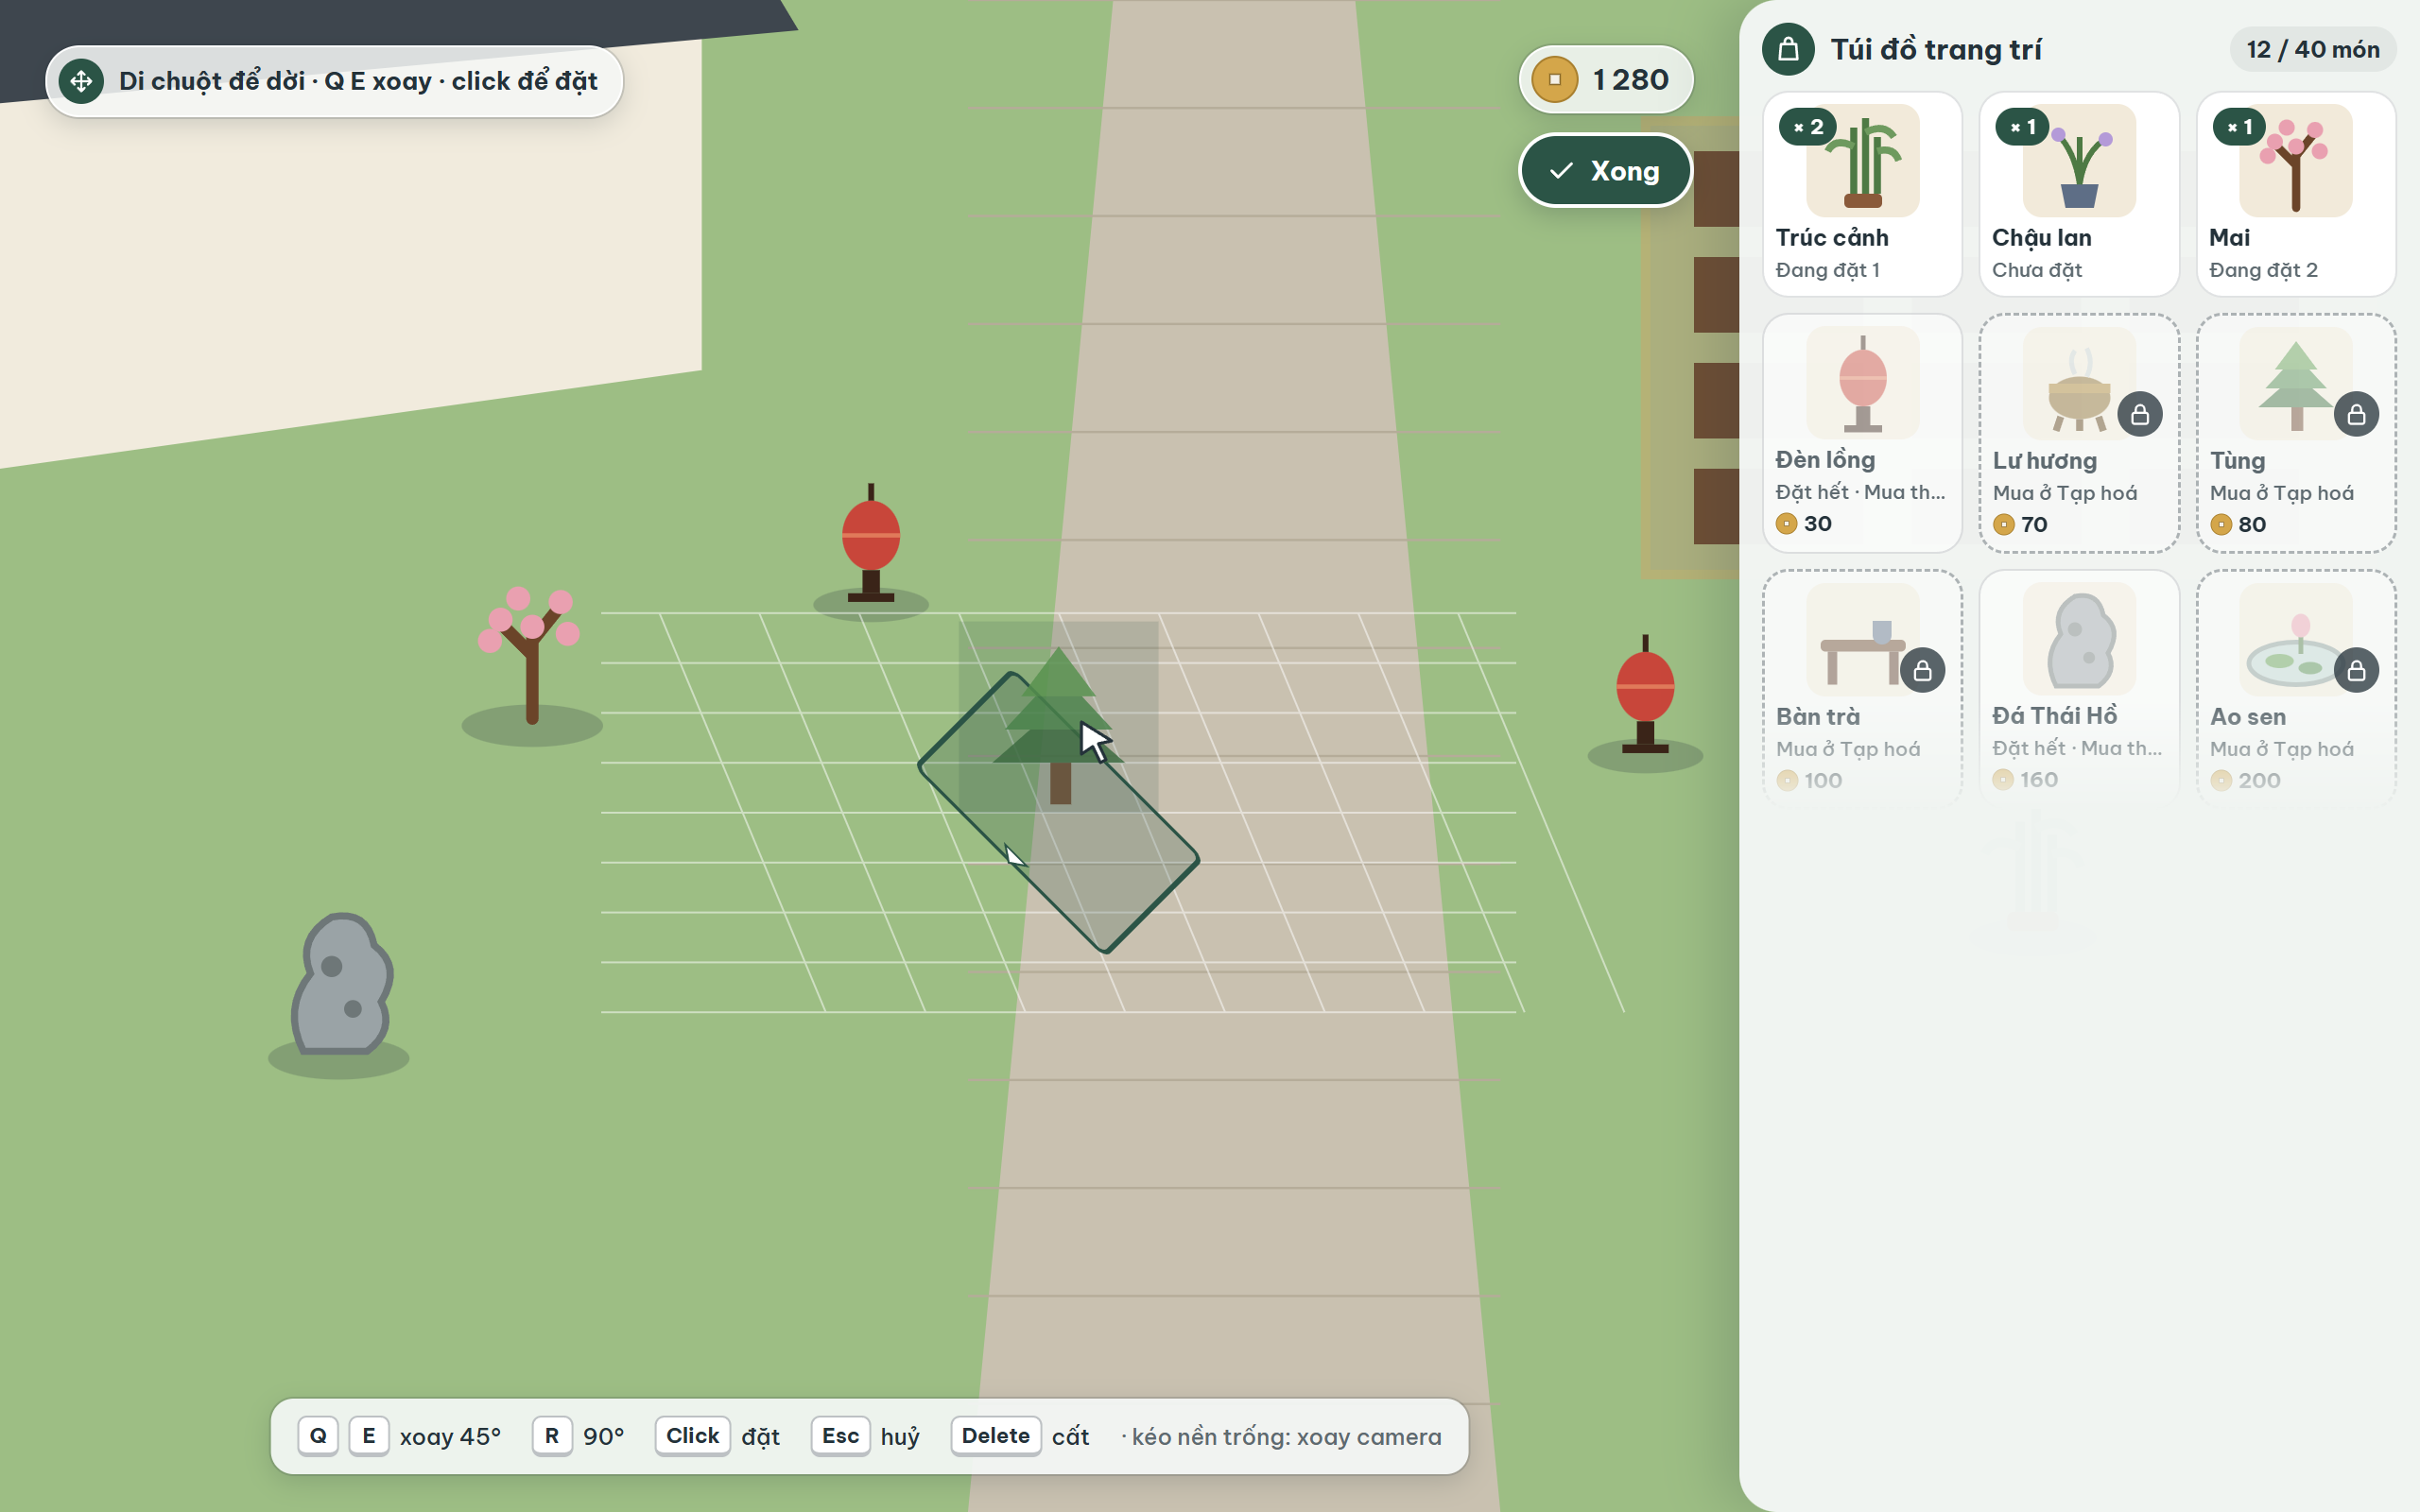 Di chuột để dời · Q E xoay · click để đặt
1 280
Xong
Túi đồ trang trí
12 / 40 món
× 2
Trúc cảnh
Đang đặt 1
× 1
Chậu lan
Chưa đặt
× 1
Mai
Đang đặt 2
Đèn lồng
Đặt hết · Mua th...
30
Lư hương
Mua ở Tạp hoá
70
Tùng
Mua ở Tạp hoá
80
Bàn trà
Mua ở Tạp hoá
100
Đá Thái Hồ
Đặt hết · Mua th...
160
Ao sen
Mua ở Tạp hoá
200
Q E xoay 45° R 90° Click đặt Esc huỷ Delete cất · kéo nền trống: xoay camera